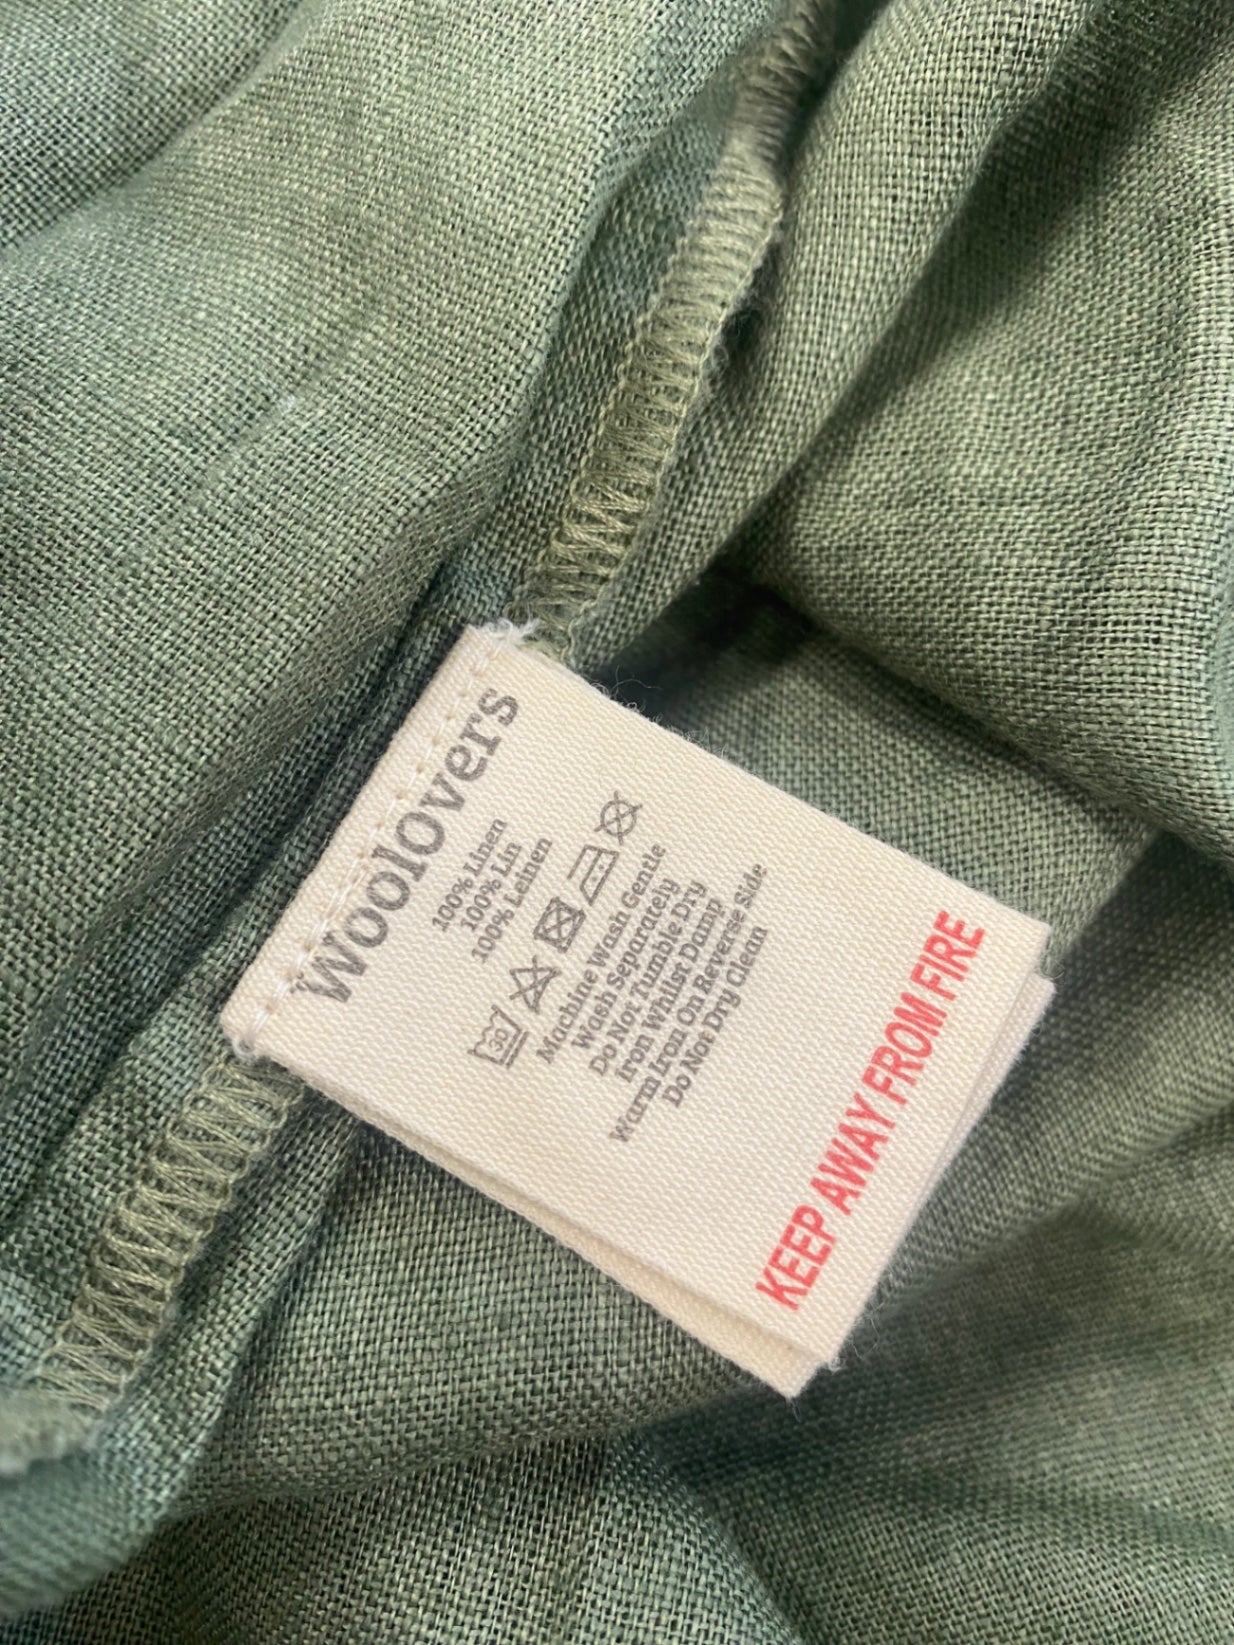 WoolOvers
100% Linen
100% Lin
100% Leinen
30
Machine Wash Gentle
Wash Separately
Do Not Tumble Dry
Iron Whilst Damp
Warm Iron On Reverse Side
Do Not Dry Clean
KEEP AWAY FROM FIRE